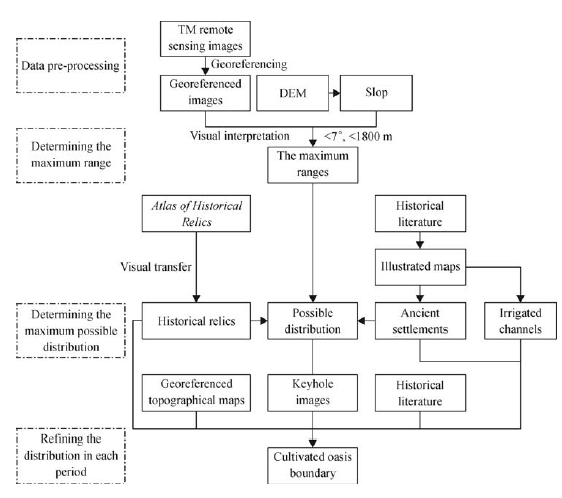 TM remote
sensing images
Data pre-processing
Georeferencing
Georeferenced
images
DEM
Slop
Visual interpretation
<7°, <1800 m
Determining the
maximum range
The maximum
ranges
Atlas of Historical
Relics
Historical
literature
Visual transfer
Illustrated maps
Determining the
maximum possible
distribution
Historical relics
Possible
distribution
Ancient
settlements
Irrigated
channels
Georeferenced
topographical maps
Keyhole
images
Historical
literature
Refining the
distribution in each
period
Cultivated oasis
boundary